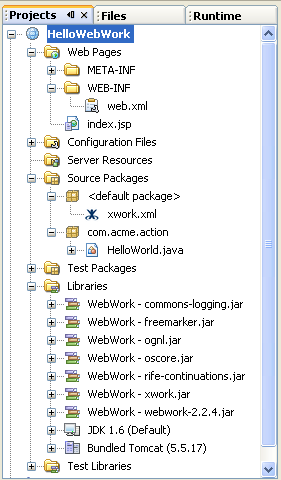 Projects Files Runtime
HelloWebWork
Web Pages
META-INF
WEB-INF
web.xml
index.jsp
Configuration Files
Server Resources
Source Packages
<default package>
xwork.xml
com.acme.action
HelloWorld.java
Test Packages
Libraries
WebWork - commons-logging.jar
WebWork - freemarker.jar
WebWork - ognl.jar
WebWork - oscore.jar
WebWork - rife-continuations.jar
WebWork - xwork.jar
WebWork - webwork-2.2.4.jar
JDK 1.6 (Default)
Bundled Tomcat (5.5.17)
Test Libraries